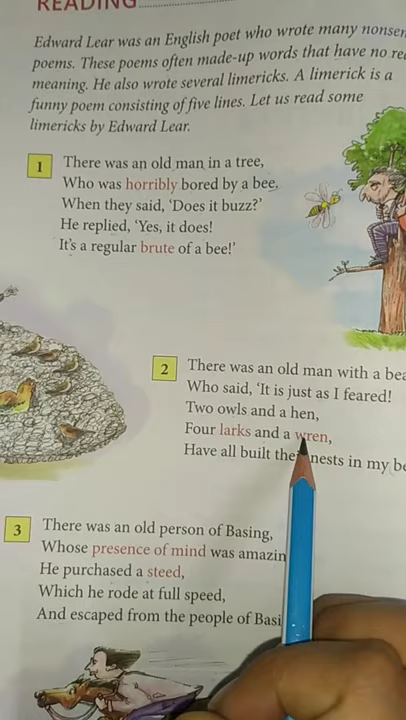 READING
Edward Lear was an English poet who wrote many
poems. These poems often made-up words that have no
meaning. He also wrote several limericks. A limerick is a
funny poem consisting of five lines. Let us read some
limericks by Edward Lear.
1 There was an old man in a tree,
Who was horribly bored by a bee.
When they said, ‘Does it buzz?’
He replied, ‘Yes, it does!
It’s a regular brute of a bee!’
2 There was an old man with a
Who said, ‘It is just as I feared!
Two owls and a hen,
Four larks and a wren,
Have all built nests in my
3 There was an old person of Basing,
Whose presence of mind was
He purchased a steed,
Which he rode at full speed,
And escaped from the people of